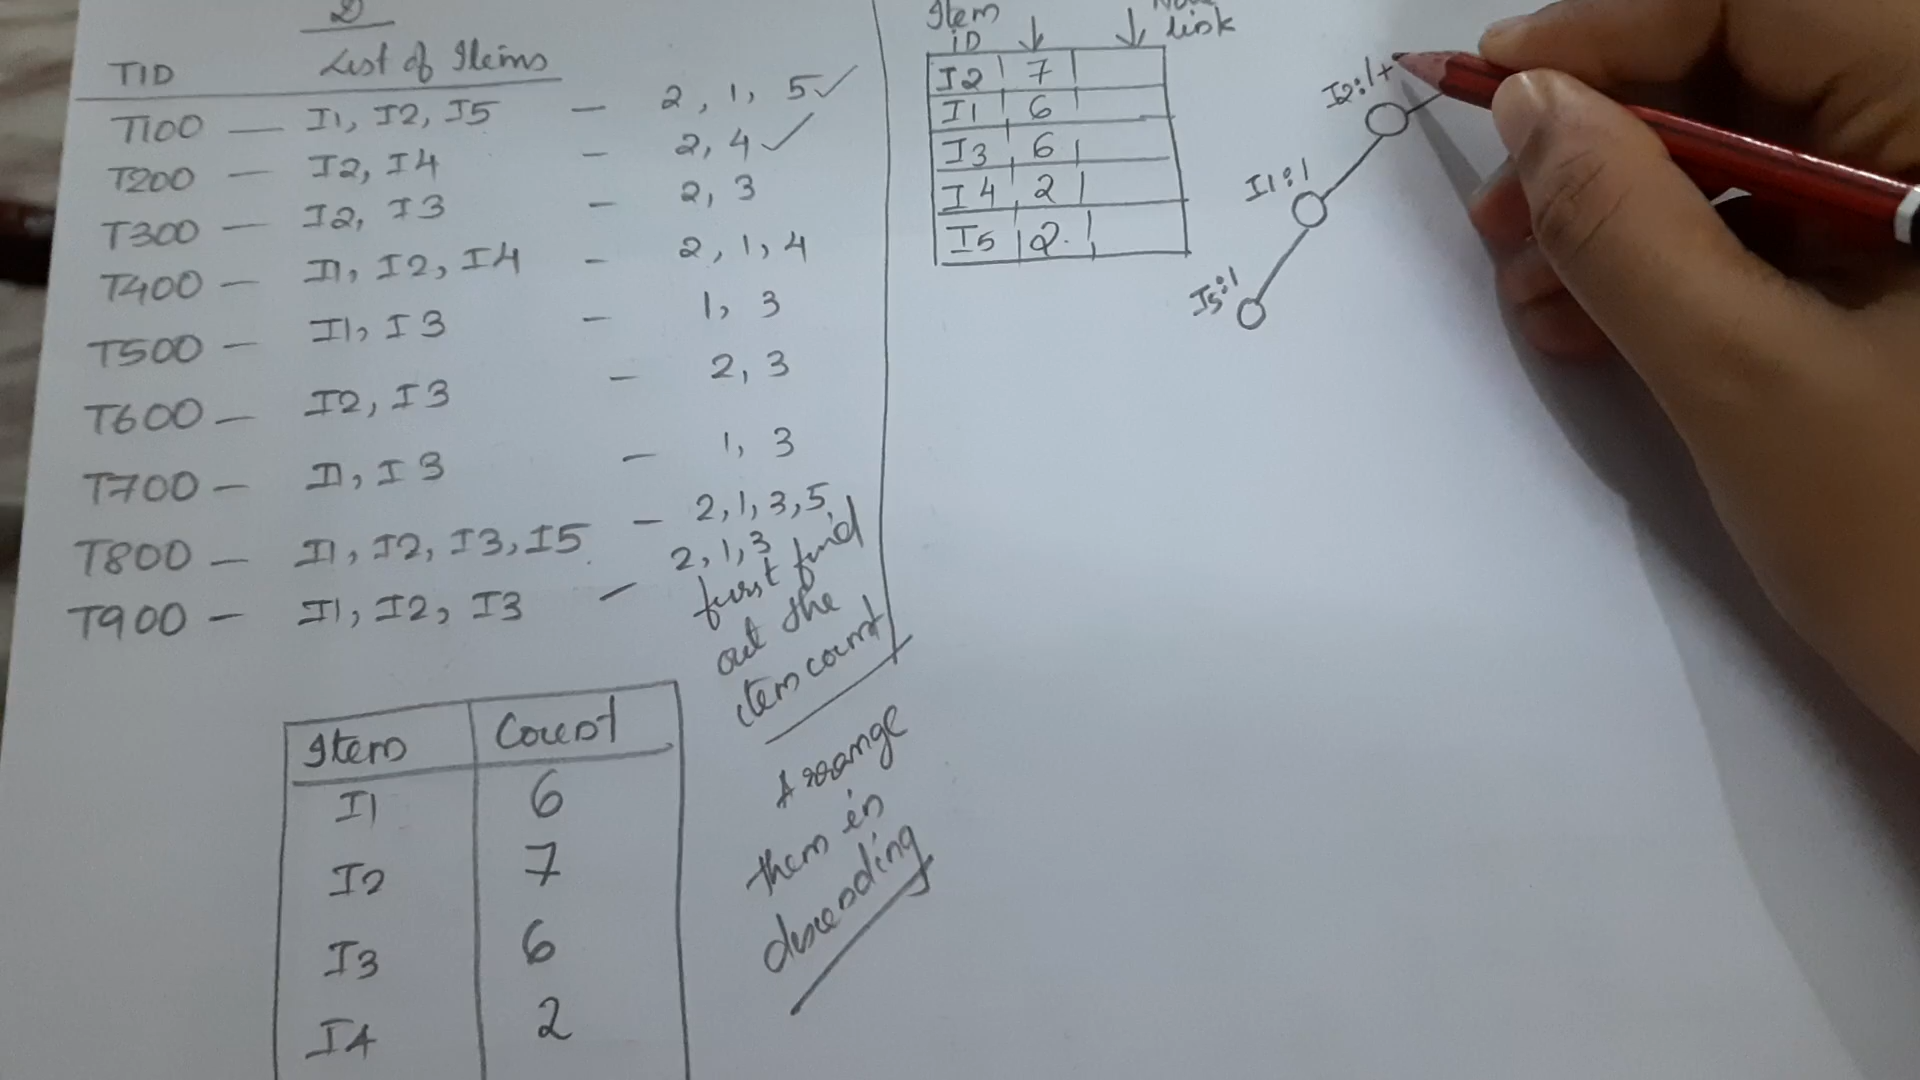 D
TID List of Items
T100 — I1, I2, I5 — 2, 1, 5 ✓
T200 — I2, I4 — 2, 4 ✓
T300 — I2, I3 — 2, 3
T400 — I1, I2, I4 — 2, 1, 4
T500 — I1, I3 — 1, 3
T600 — I2, I3 — 2, 3
T700 — I1, I3 — 1, 3
T800 — I1, I2, I3, I5 — 2, 1, 3, 5
T900 — I1, I2, I3 — 2, 1, 3
first find
out the
item count
Arrange
them in
descending
Item Count
I1 6
I2 7
I3 6
I4 2
Item
ID ↓ ↓ link
I2 7
I1 6
I3 6
I4 2
I5 2
I2:1+
I1:1
I5:1